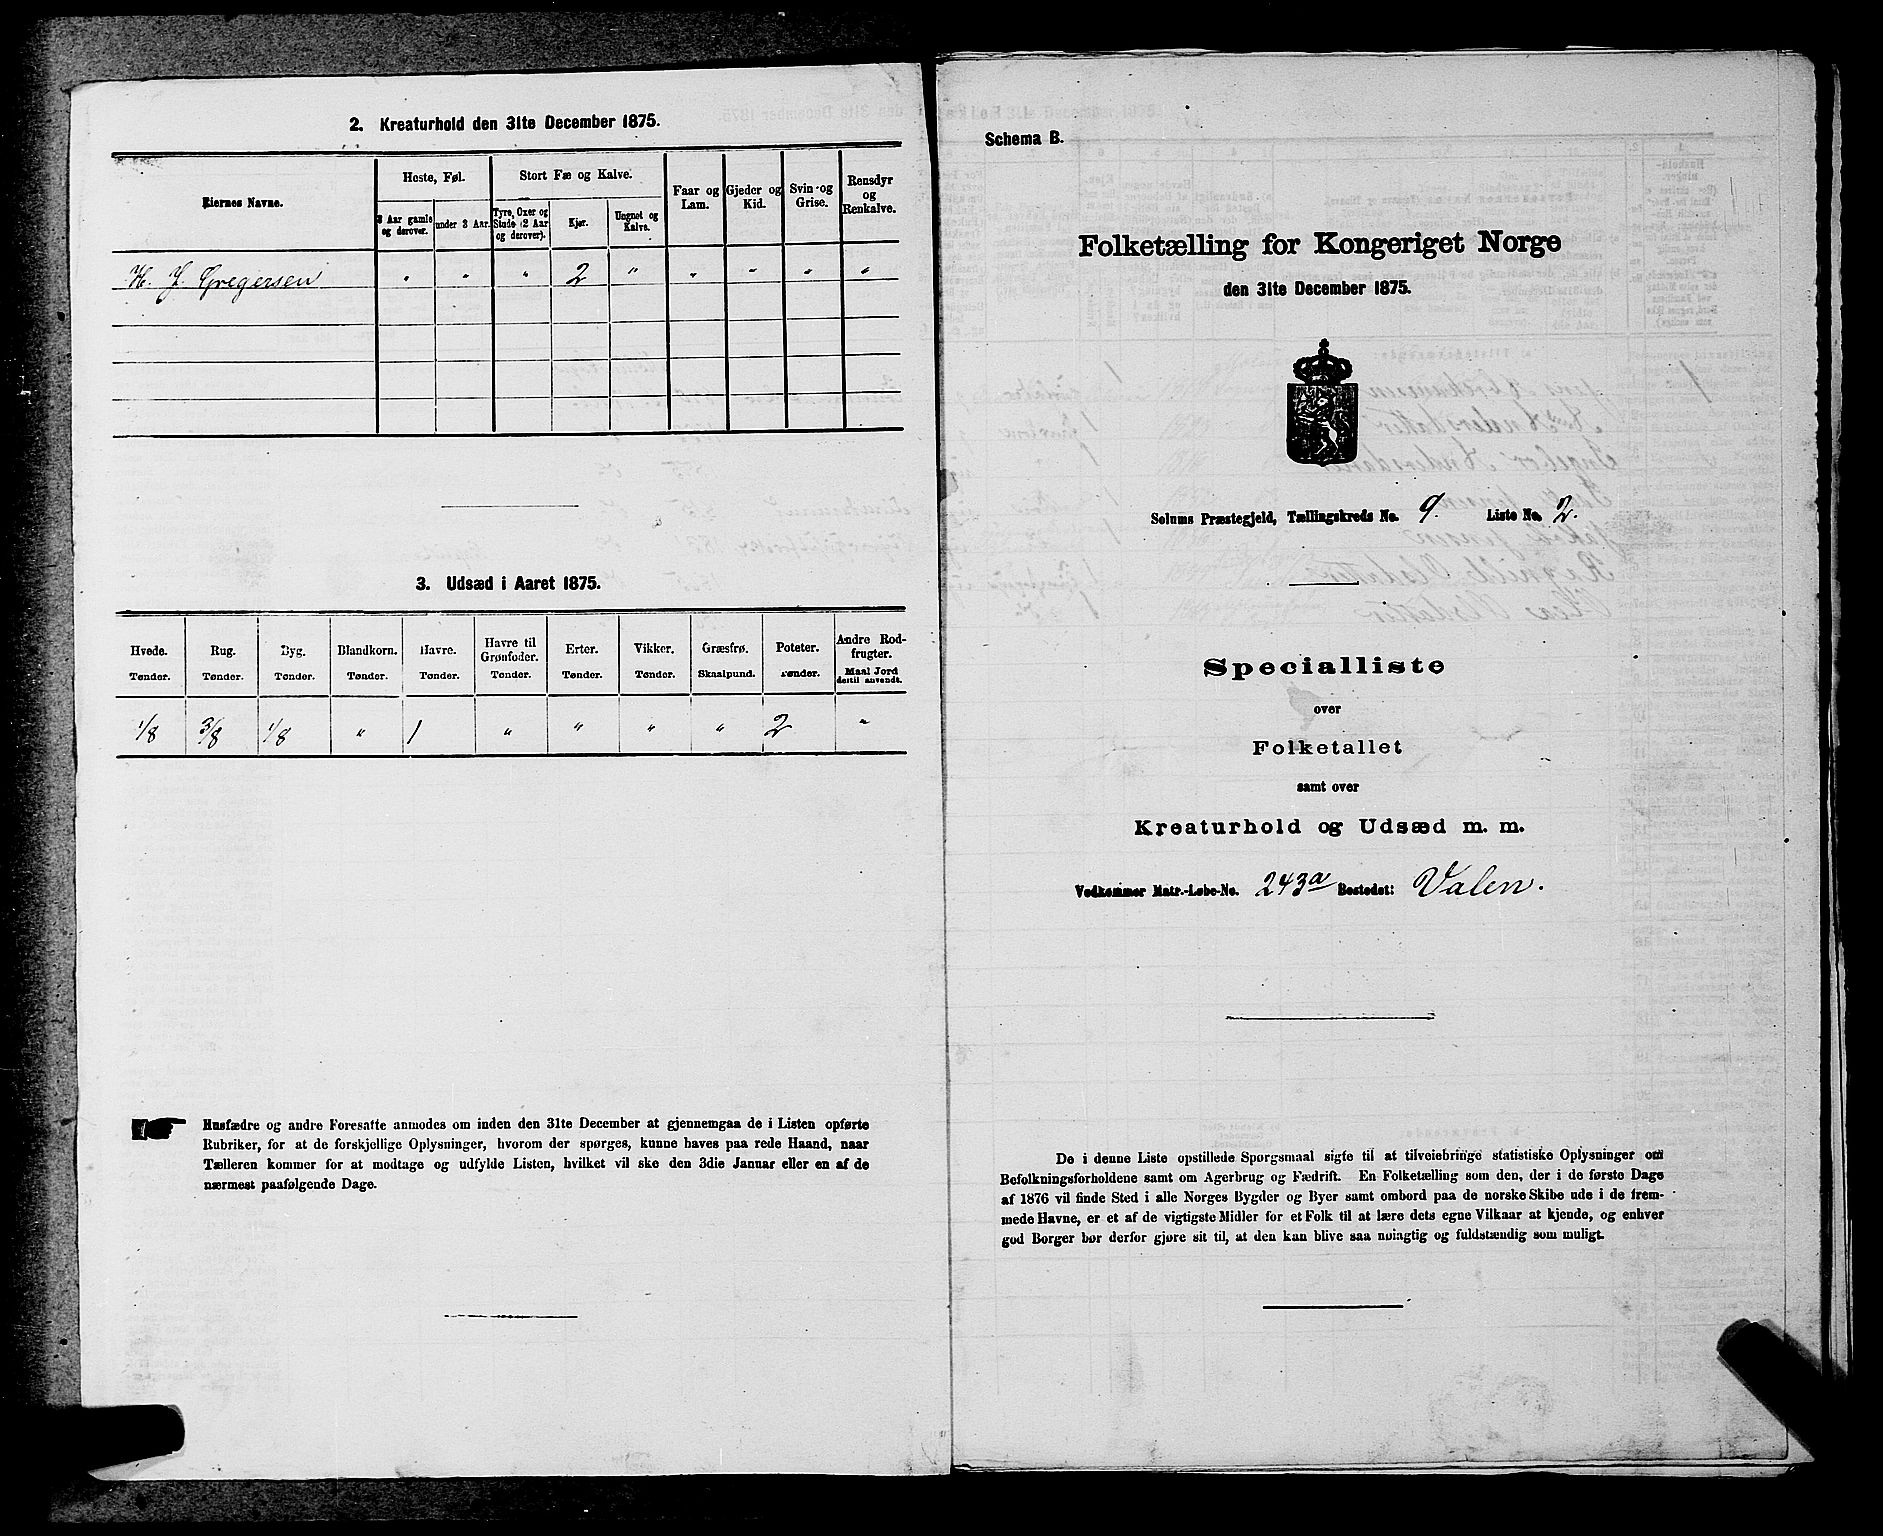 2. Kreaturhold den 31te December 1875.
Eiernes Navne.
Heste, Føl.
3 Aar gamle og derover.
under 3 Aar.
Stort Fæ og Kalve.
Tyre, Oxer og Stude (2 Aar og derover).
Kjør.
Ungnet og Kalve.
Faar og Lam.
Gjeder og Kid.
Svin og Grise.
Rensdyr og Renkalve.
H. J. Gregersen " " " 2 " " " " "
3. Udsæd i Aaret 1875.
Hvede. Rug. Byg. Blandkorn. Havre. Havre til Grønfoder. Erter. Vikker. Græsfrø. Poteter. Andre Rodfrugter.
Tønder. Tønder. Tønder. Tønder. Tønder. Tønder. Tønder. Tønder. Skaalpund. Tønder. Maal Jord dertil anvendt.
1/8 3/8 1/8 " 1 " " " " 2 "
Husfædre og andre Foresatte anmodes om inden den 31te December at gjennemgaa de i Listen opførte
Rubriker, for at de forskjellige Oplysninger, hvorom der spørges, kunne haves paa rede Haand, naar
Tælleren kommer for at modtage og udfylde Listen, hvilket vil ske den 3die Januar eller en af de
nærmest paafølgende Dage.
Schema B.
Folketælling for Kongeriget Norge
den 31te December 1875.
Solums Præstegjeld, Tællingskreds No. 9. Liste No. 2.
Specialliste
over
Folketallet
samt over
Kreaturhold og Udsæd m. m.
Vedkommer Matr.-Løbe-No. 243a Bostedet: Valen.
De i denne Liste opstillede Spørgsmaal sigte til at tilveiebringe statistiske Oplysninger om
Befolkningsforholdene samt om Agerbrug og Fædrift. En Folketælling som den, der i de første Dage
af 1876 vil finde Sted i alle Norges Bygder og Byer samt ombord paa de norske Skibe ude i de frem-
mede Havne, er et af de vigtigste Midler for et Folk til at lære dets egne Vilkaar at kjende, og enhver
god Borger bør derfor gjøre sit til, at den kan blive saa nøiagtig og fuldstændig som muligt.